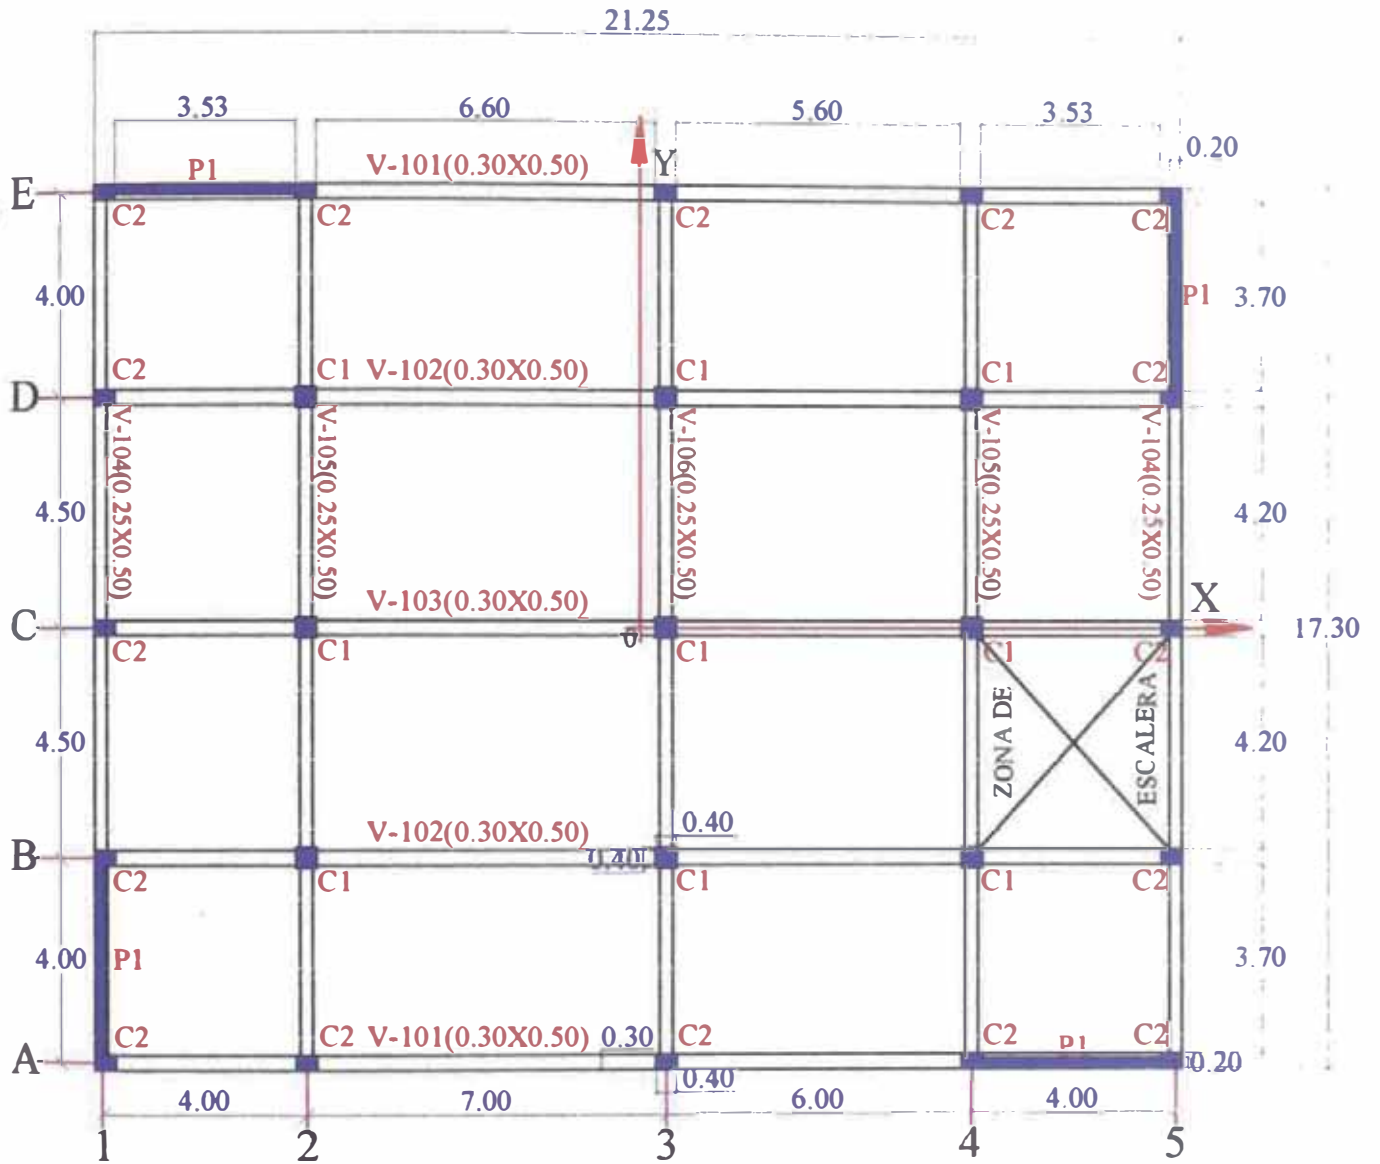 21.25
3.53
6.60
5.60
3.53
0.20
P1
V-101(0.30X0.50)
Y
E
C2
C2
C2
C2
C2
4.00
P1
3.70
C2
C1
V-102(0.30X0.50)
C1
C1
C2
D
V-104(0.25X0.50)
V-105(0.25X0.50)
V-106(0.25X0.50)
V-105(0.25X0.50)
V-104(0.25X0.50)
4.50
4.20
V-103(0.30X0.50)
X
C
0
17.30
C2
C1
C1
C1
C2
ZONA DE
ESCALERA
4.50
4.20
V-102(0.30X0.50)
0.40
B
0.40
C2
C1
C1
C1
C2
4.00
P1
3.70
C2
C2
V-101(0.30X0.50)
0.30
C2
C2
P1
C2
A
0.20
0.40
4.00
7.00
6.00
4.00
1
2
3
4
5